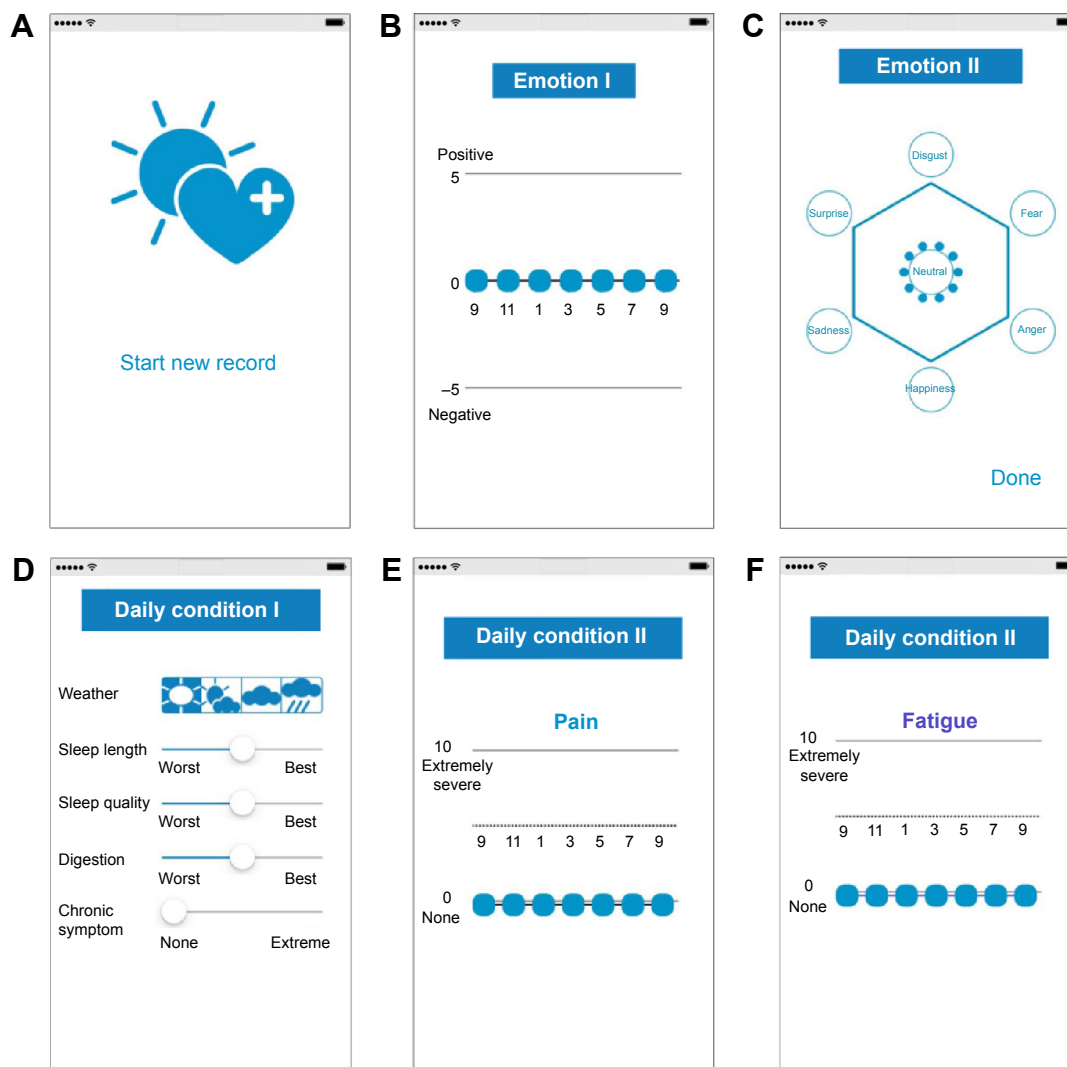 A
Start new record
B
Emotion I
Positive
5
0
9 11 1 3 5 7 9
–5
Negative
C
Emotion II
Disgust
Surprise
Fear
Neutral
Sadness
Anger
Happiness
Done
D
Daily condition I
Weather
Sleep length
Worst Best
Sleep quality
Worst Best
Digestion
Worst Best
Chronic
symptom
None Extreme
E
Daily condition II
Pain
10
Extremely
severe
9 11 1 3 5 7 9
0
None
F
Daily condition II
Fatigue
10
Extremely
severe
9 11 1 3 5 7 9
0
None